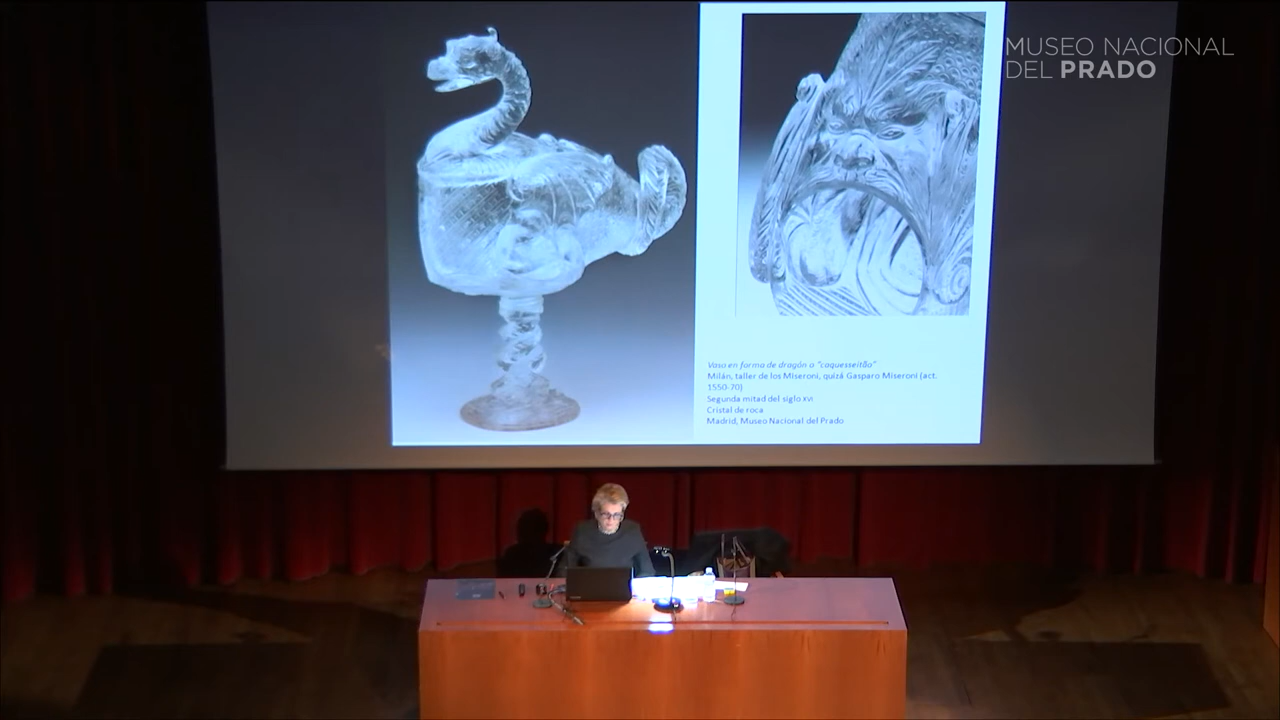 MUSEO NACIONAL
DEL PRADO
Vaso en forma de dragón o "caquesseitão"
Milán, taller de los Miseroni, quizá Gasparo Miseroni (act.
1550-70)
Segunda mitad del siglo XVI
Cristal de roca
Madrid, Museo Nacional del Prado